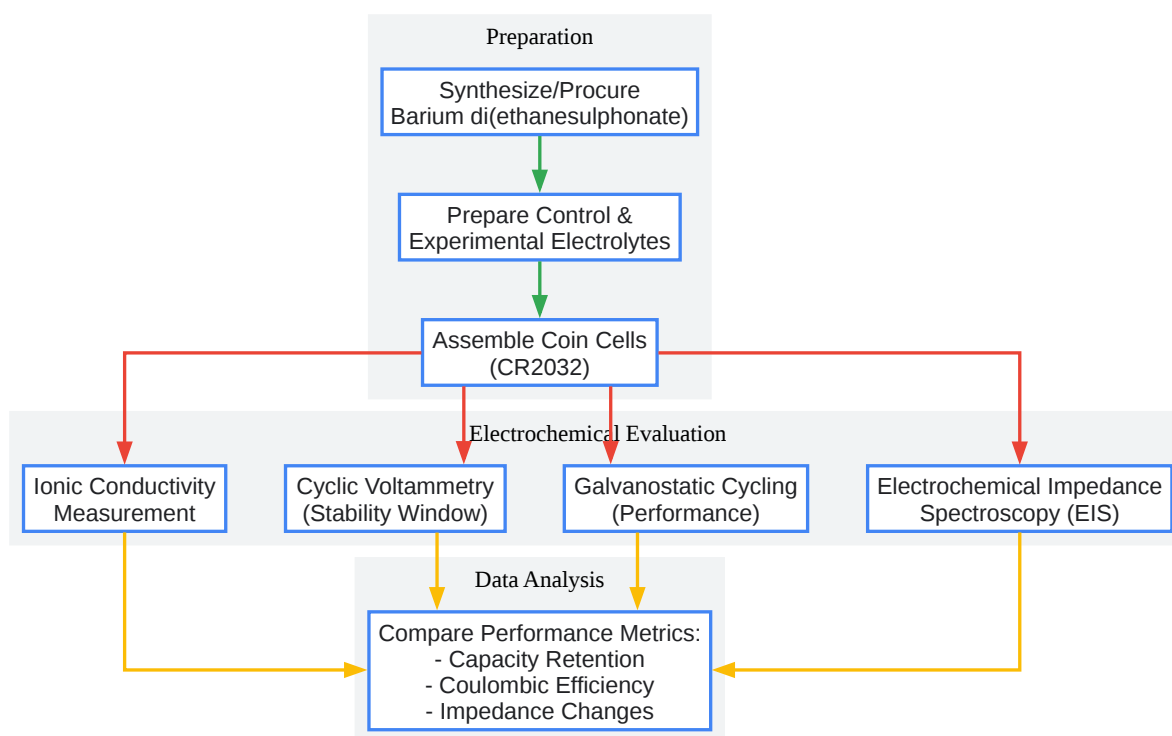 Preparation
Synthesize/Procure
Barium di(ethanesulphonate)
Prepare Control &
Experimental Electrolytes
Assemble Coin Cells
(CR2032)
Electrochemical Evaluation
Ionic Conductivity
Measurement
Cyclic Voltammetry
(Stability Window)
Galvanostatic Cycling
(Performance)
Electrochemical Impedance
Spectroscopy (EIS)
Data Analysis
Compare Performance Metrics:
- Capacity Retention
- Coulombic Efficiency
- Impedance Changes